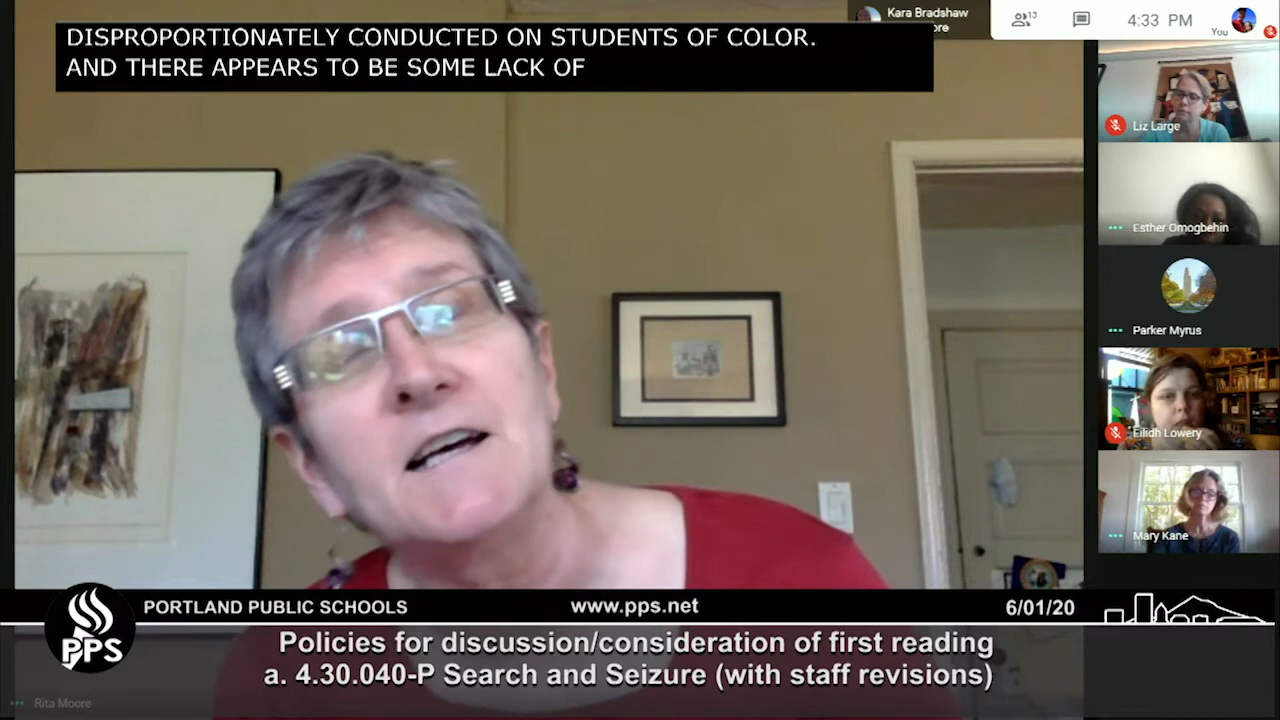 DISPROPORTIONATELY CONDUCTED ON STUDENTS OF COLOR.
AND THERE APPEARS TO BE SOME LACK OF
Kara Bradshaw
ore
13
4:33 PM
You
Liz Large
Esther Omogbehin
Parker Myrus
Eilidh Lowery
Mary Kane
PORTLAND PUBLIC SCHOOLS
www.pps.net
6/01/20
PPS
Policies for discussion/consideration of first reading
a. 4.30.040-P Search and Seizure (with staff revisions)
Rita Moore